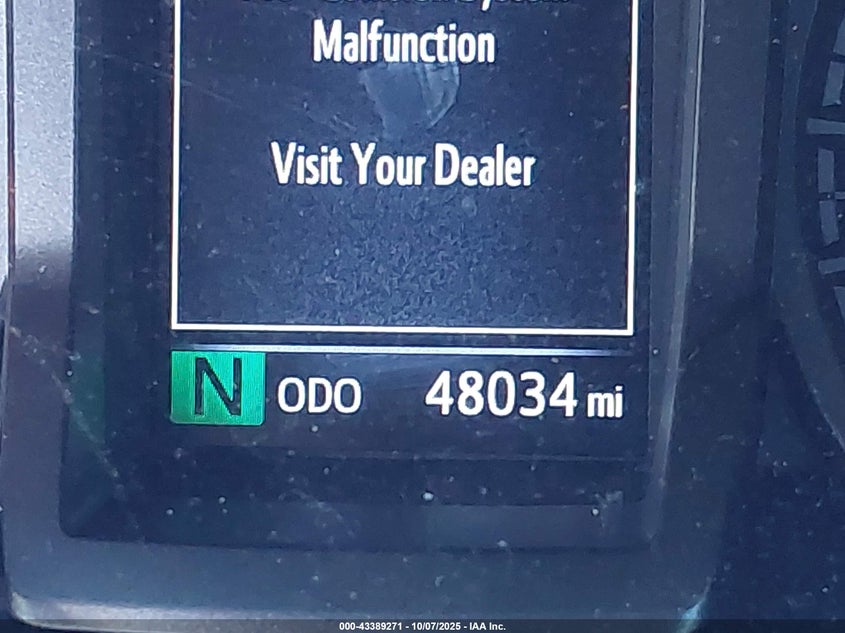 Malfunction
Visit Your Dealer
N ODO 48034 mi
000-43389271 - 10/07/2025 - IAA Inc.